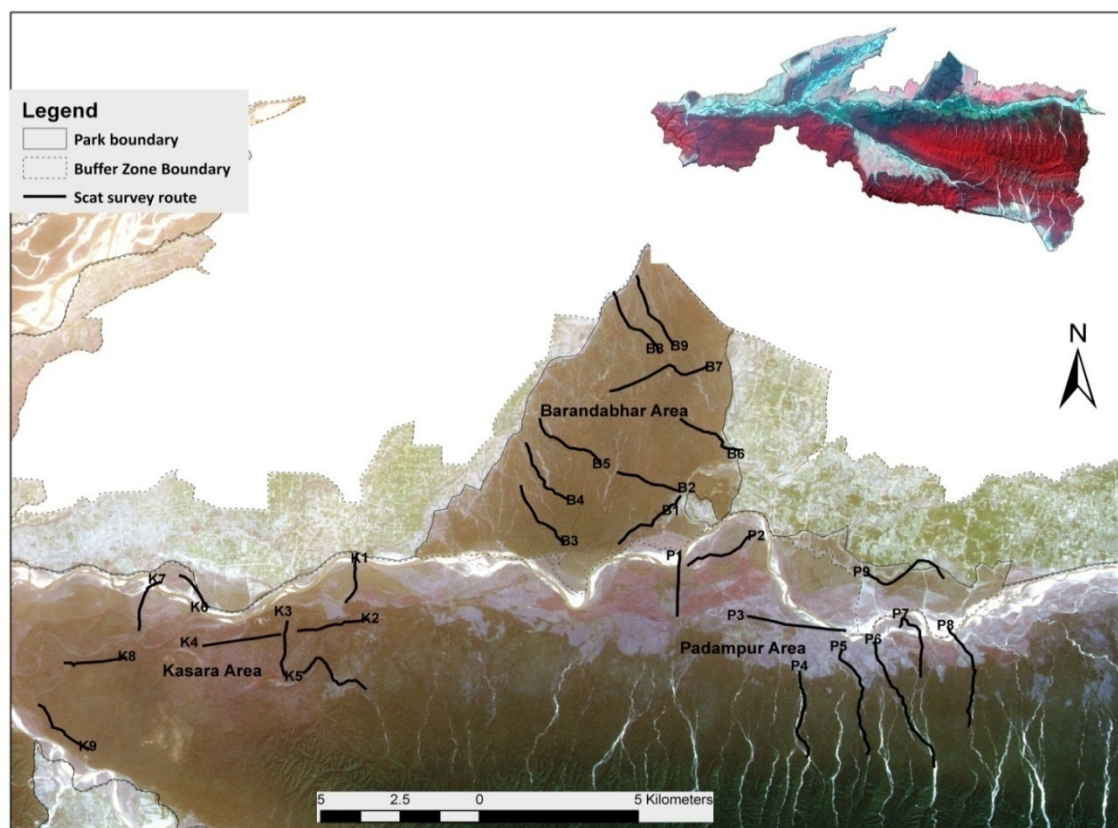 Legend
Park boundary
Buffer Zone Boundary
Scat survey route
N
B8
B9
B7
Barandabhar Area
B6
B5
B2
B4
B1
B3
P2
K1
P1
K7
P9
K6
K3
K2
P3
P7
P8
K4
P6
Padampur Area
P5
K8
Kasara Area
K5
P4
K9
5
2.5
0
5 Kilometers